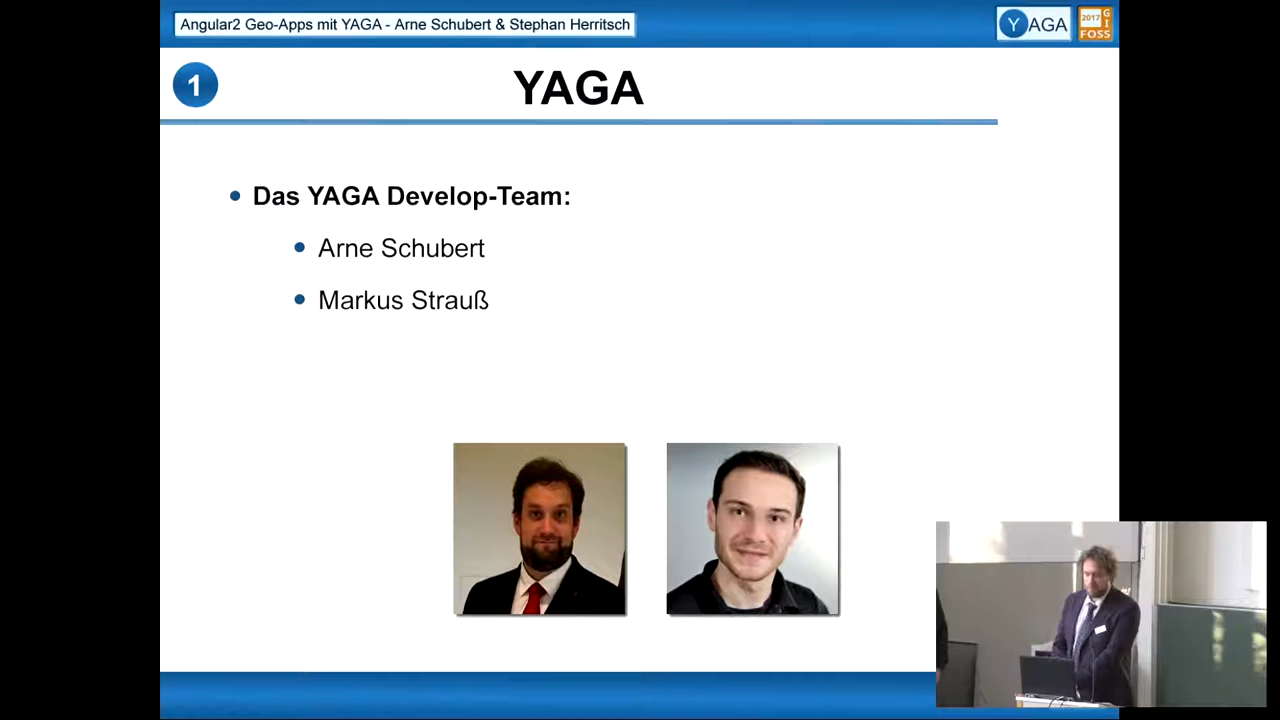 Angular2 Geo-Apps mit YAGA - Arne Schubert & Stephan Herritsch
YAGA
2017
GI
FOSS
1
YAGA
Das YAGA Develop-Team:
Arne Schubert
Markus Strauß